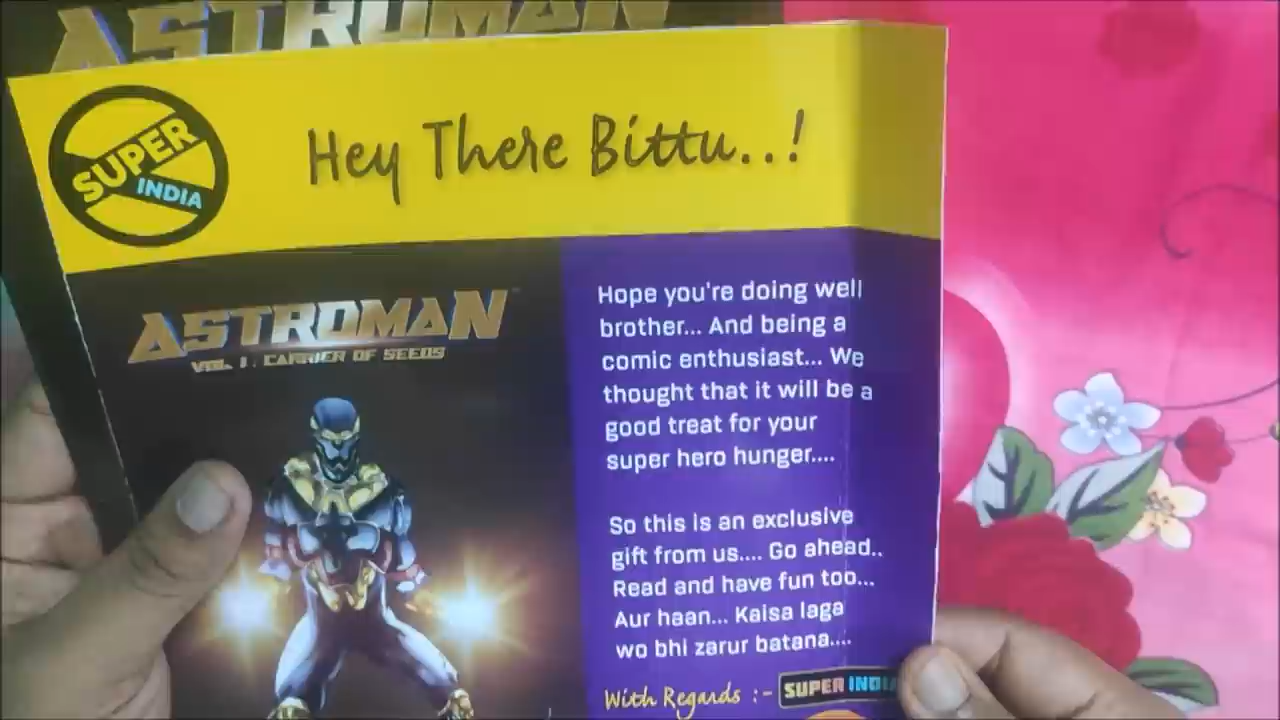 ASTROMAN
SUPER
INDIA
Hey There Bittu..!
ASTROMAN
VOL. 1 : CARRIER OF SEEDS
Hope you're doing well
brother... And being a
comic enthusiast... We
thought that it will be a
good treat for your
super hero hunger....
So this is an exclusive
gift from us.... Go ahead..
Read and have fun too...
Aur haan... Kaisa laga
wo bhi zarur batana....
With Regards :- SUPER INDIA